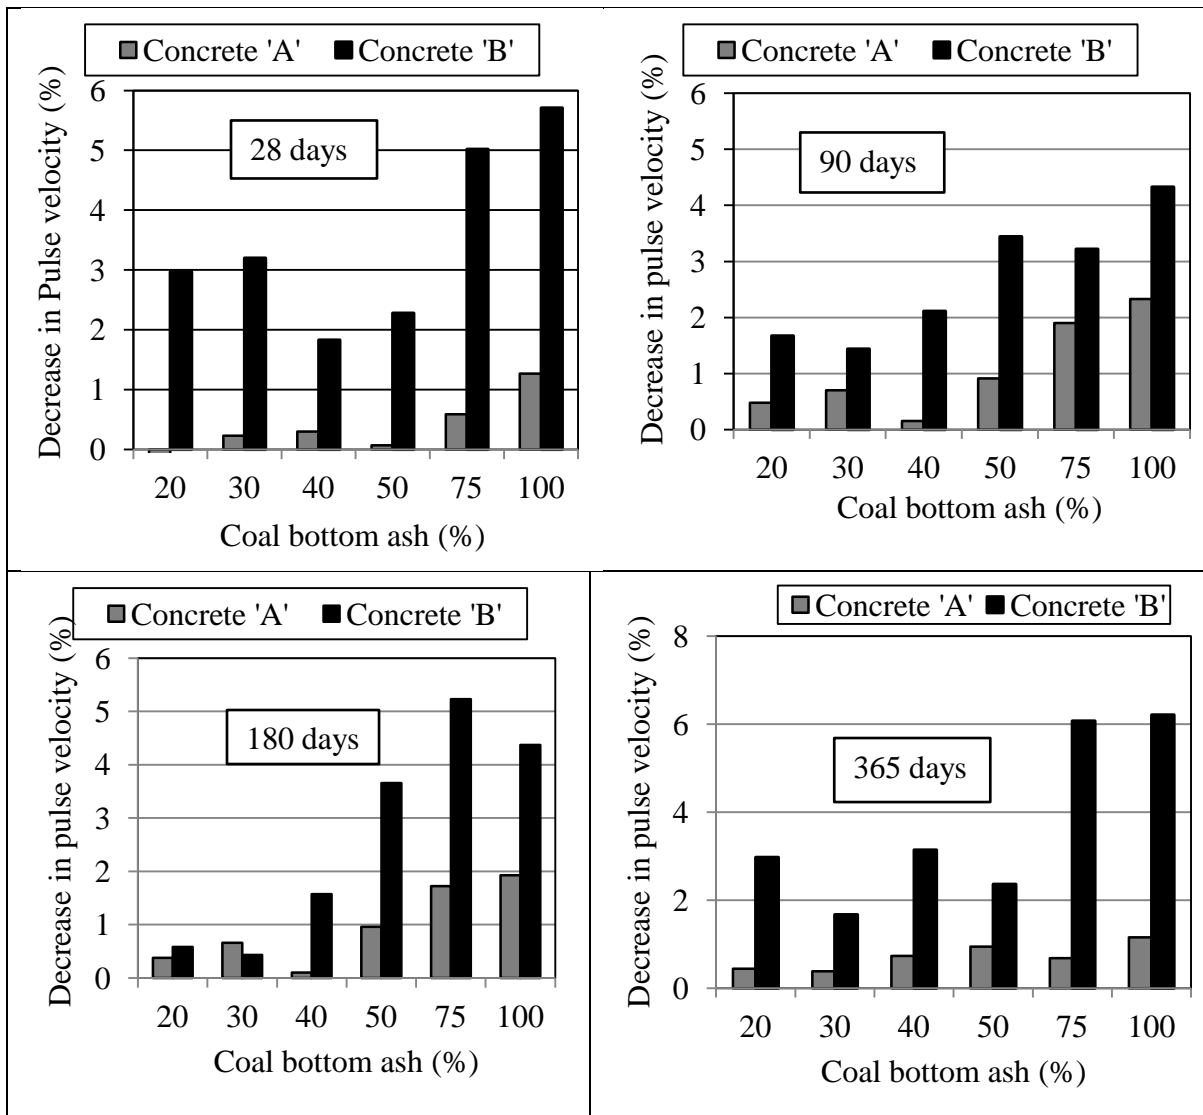 Concrete 'A' Concrete 'B'
Decrease in Pulse velocity (%)
6
5
4
3
2
1
0
28 days
20 30 40 50 75 100
Coal bottom ash (%)
Concrete 'A' Concrete 'B'
Decrease in pulse velocity (%)
6
5
4
3
2
1
0
90 days
20 30 40 50 75 100
Coal bottom ash (%)
Concrete 'A' Concrete 'B'
Decrease in pulse velocity (%)
6
5
4
3
2
1
0
180 days
20 30 40 50 75 100
Coal bottom ash (%)
Concrete 'A' Concrete 'B'
Decrease in pulse velocity (%)
8
6
4
2
0
365 days
20 30 40 50 75 100
Coal bottom ash (%)